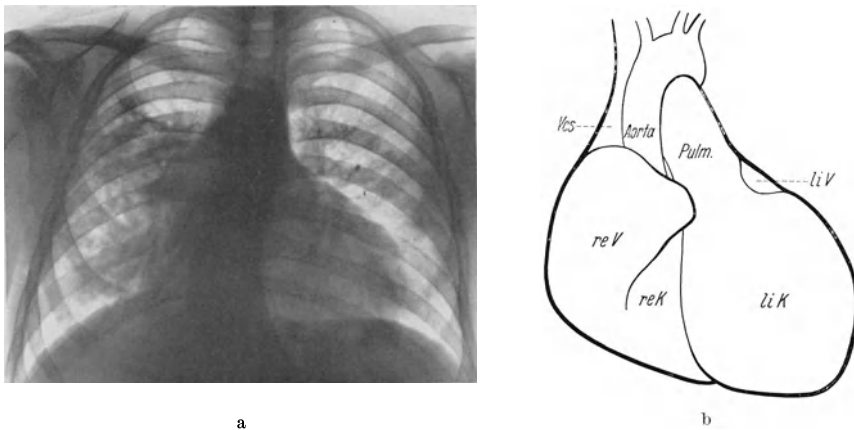 Vcs
Aorta
Pulm.
li V
re V
re K
li K
a
b